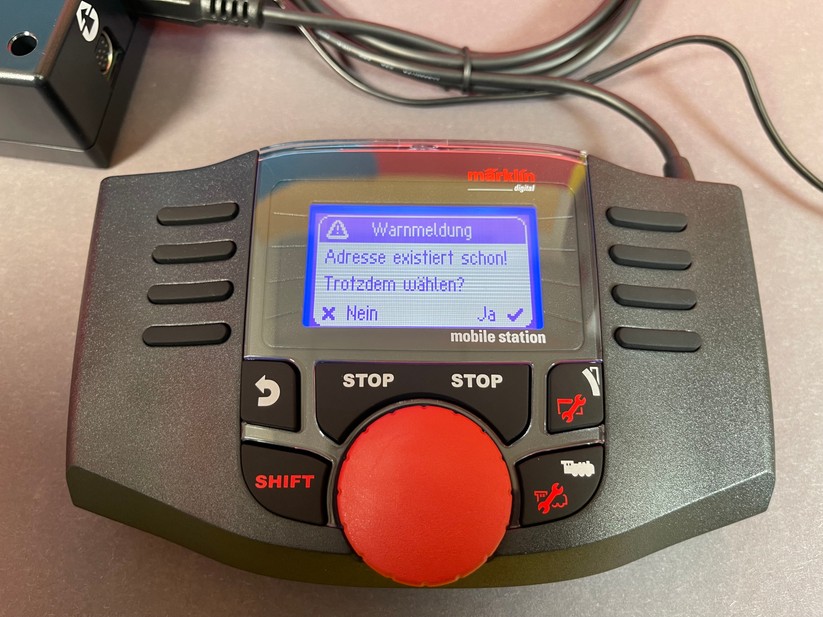 märklin
digital
Warnmeldung
Adresse existiert schon!
Trotzdem wählen?
Nein Ja
mobile station
STOP STOP
SHIFT